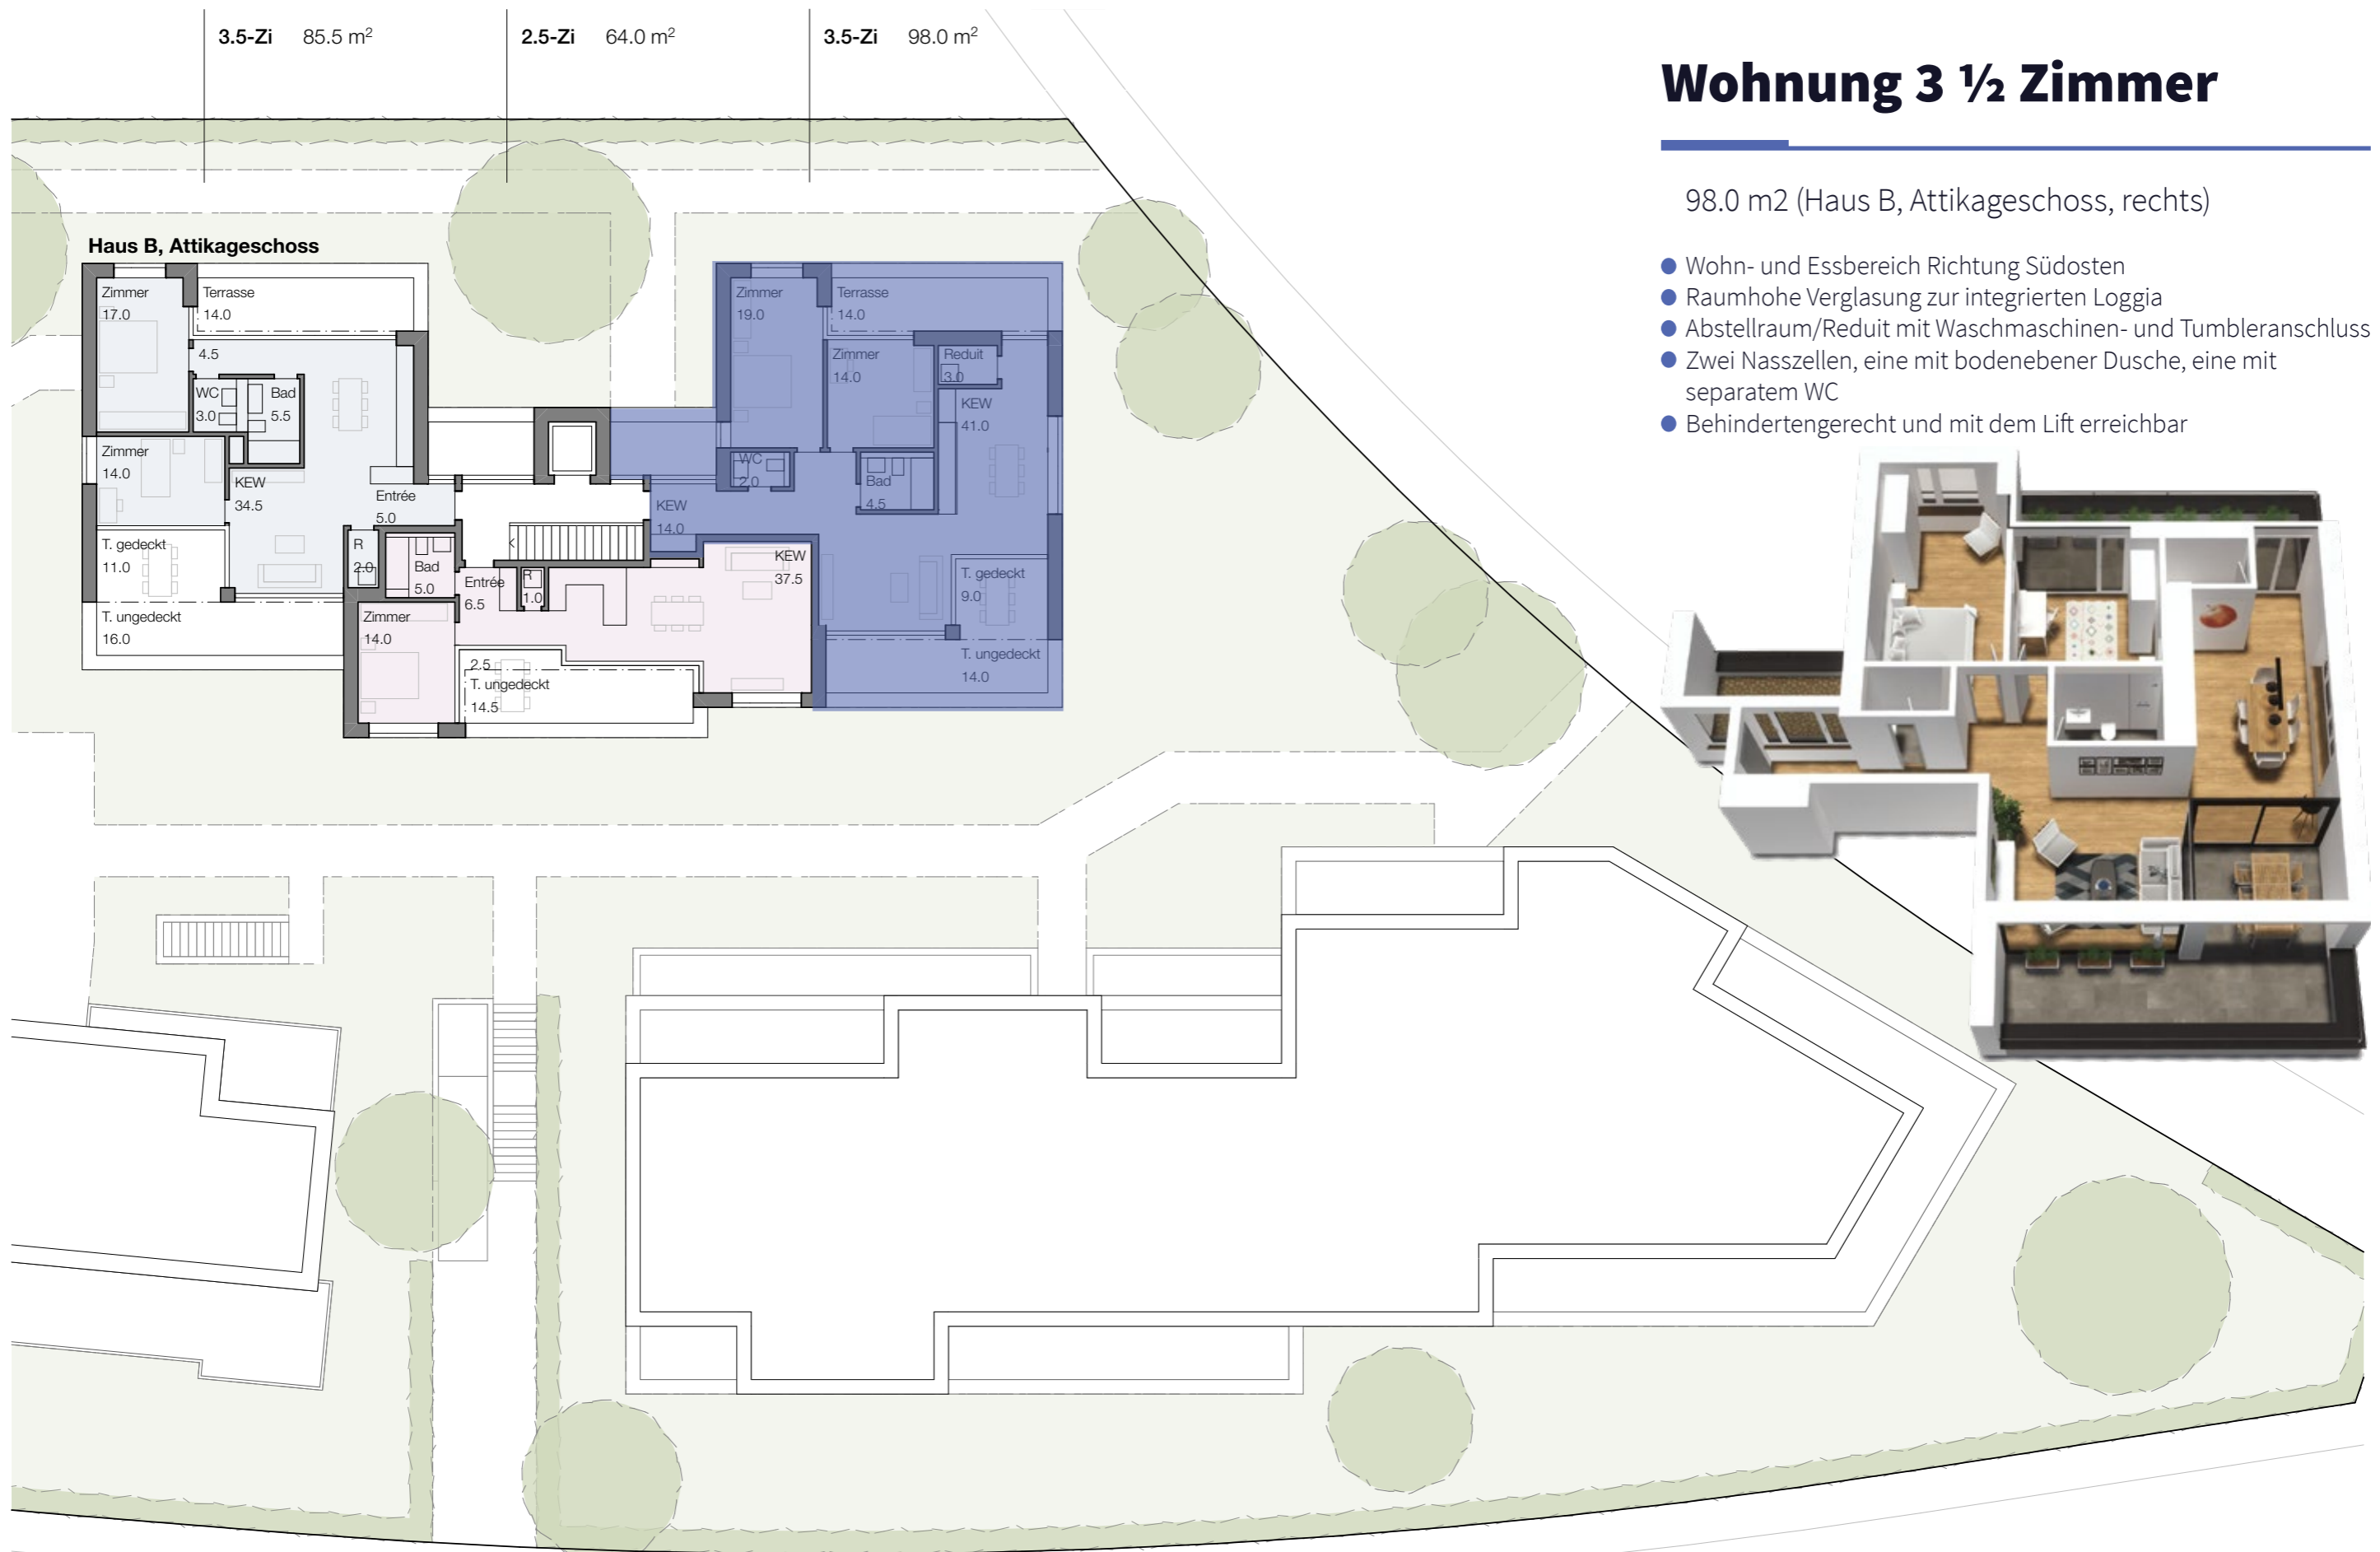 3.5-Zi 85.5 m²
2.5-Zi 64.0 m²
3.5-Zi 98.0 m²
Wohnung 3 ½ Zimmer
98.0 m2 (Haus B, Attikageschoss, rechts)
Wohn- und Essbereich Richtung Südosten
Raumhohe Verglasung zur integrierten Loggia
Abstellraum/Reduit mit Waschmaschinen- und Tumbleranschluss
Zwei Nasszellen, eine mit bodenebener Dusche, eine mit
separatem WC
Behindertengerecht und mit dem Lift erreichbar
Haus B, Attikageschoss
Zimmer
17.0
Terrasse
14.0
4.5
WC
3.0
Bad
5.5
Zimmer
14.0
KEW
34.5
Entrée
5.0
T. gedeckt
11.0
R
2.0
T. ungedeckt
16.0
Bad
5.0
Entrée
6.5
R
1.0
KEW
37.5
Zimmer
14.0
2.5
T. ungedeckt
14.5
Zimmer
19.0
Terrasse
14.0
Zimmer
14.0
Reduit
3.0
KEW
41.0
WC
2.0
Bad
4.5
KEW
14.0
T. gedeckt
9.0
T. ungedeckt
14.0